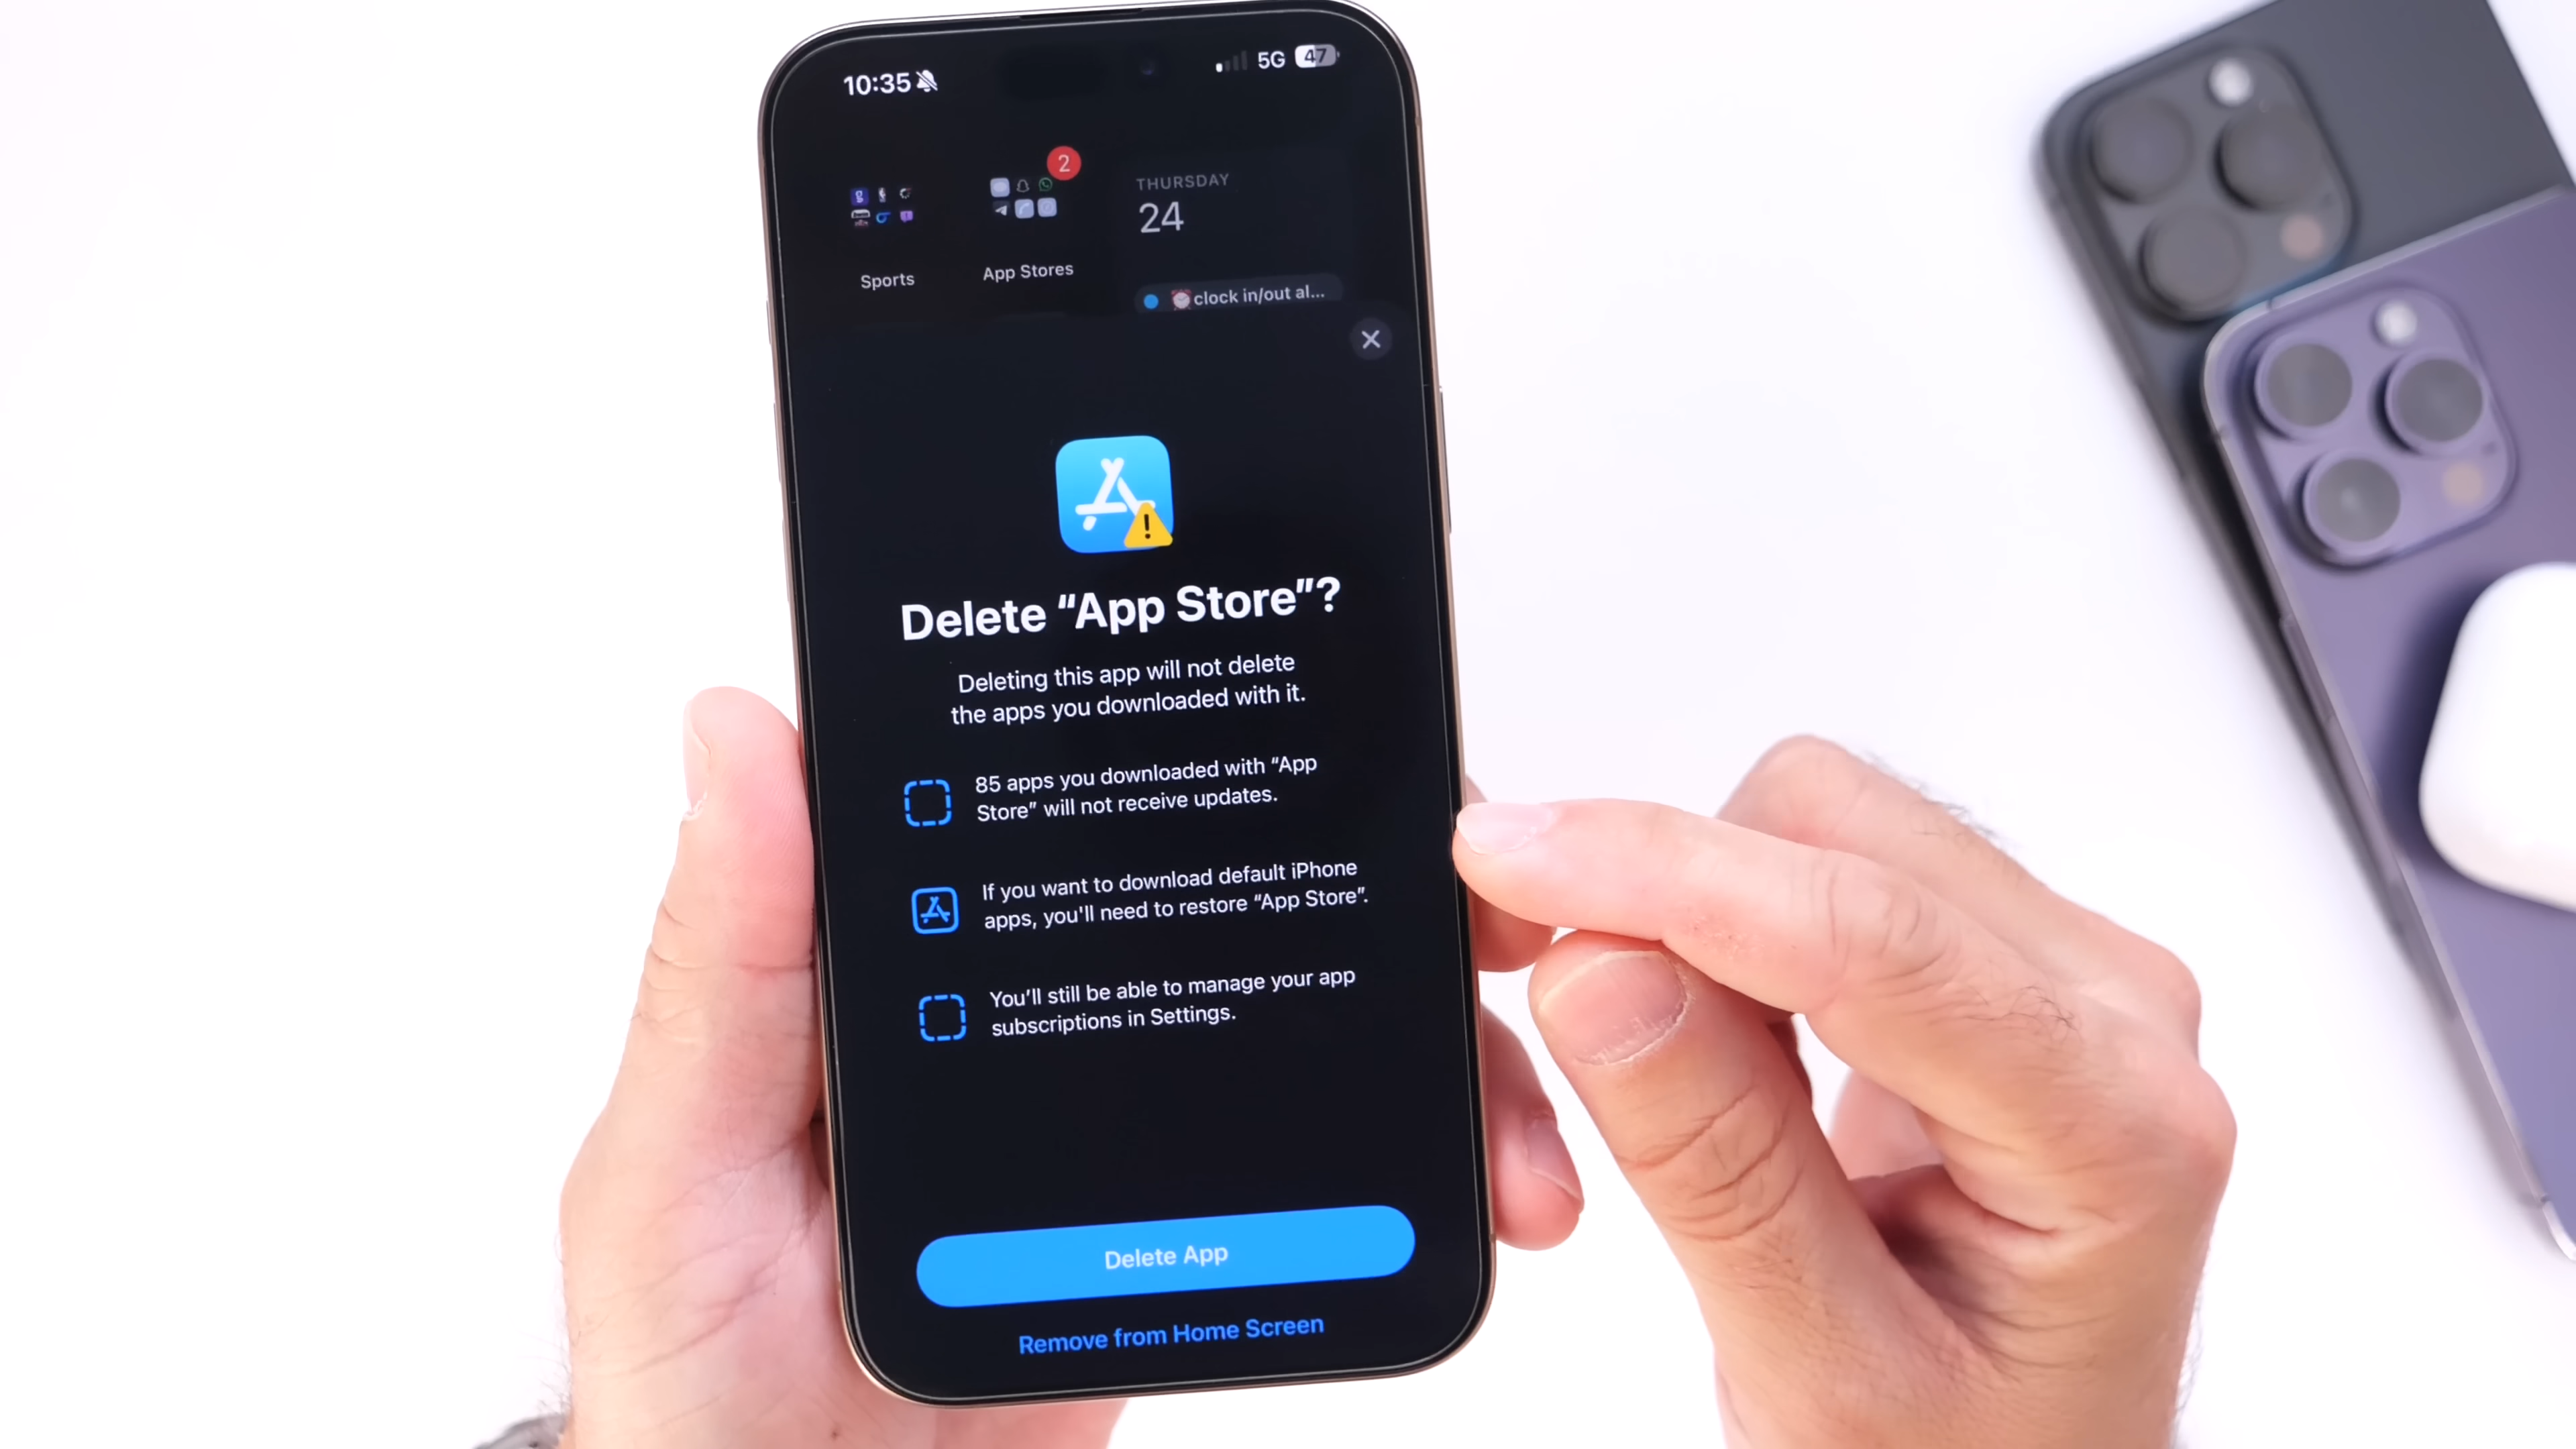 10:35
5G 47
2
THURSDAY
24
Sports
App Stores
clock in/out al...
Delete “App Store”?
Deleting this app will not delete
the apps you downloaded with it.
85 apps you downloaded with “App
Store” will not receive updates.
If you want to download default iPhone
apps, you'll need to restore “App Store”.
You’ll still be able to manage your app
subscriptions in Settings.
Delete App
Remove from Home Screen